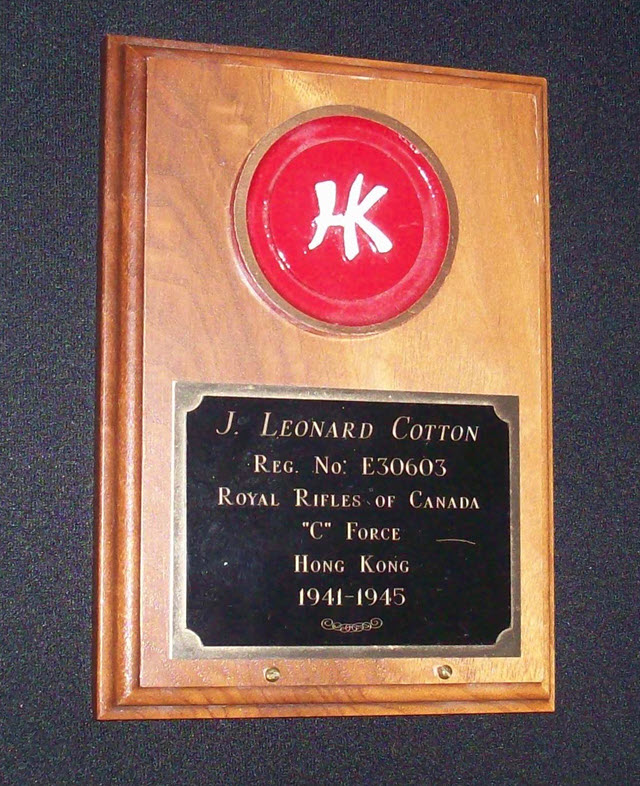 HK
J. Leonard Cotton
Reg. No: E30603
Royal Rifles of Canada
"C" Force
Hong Kong
1941-1945